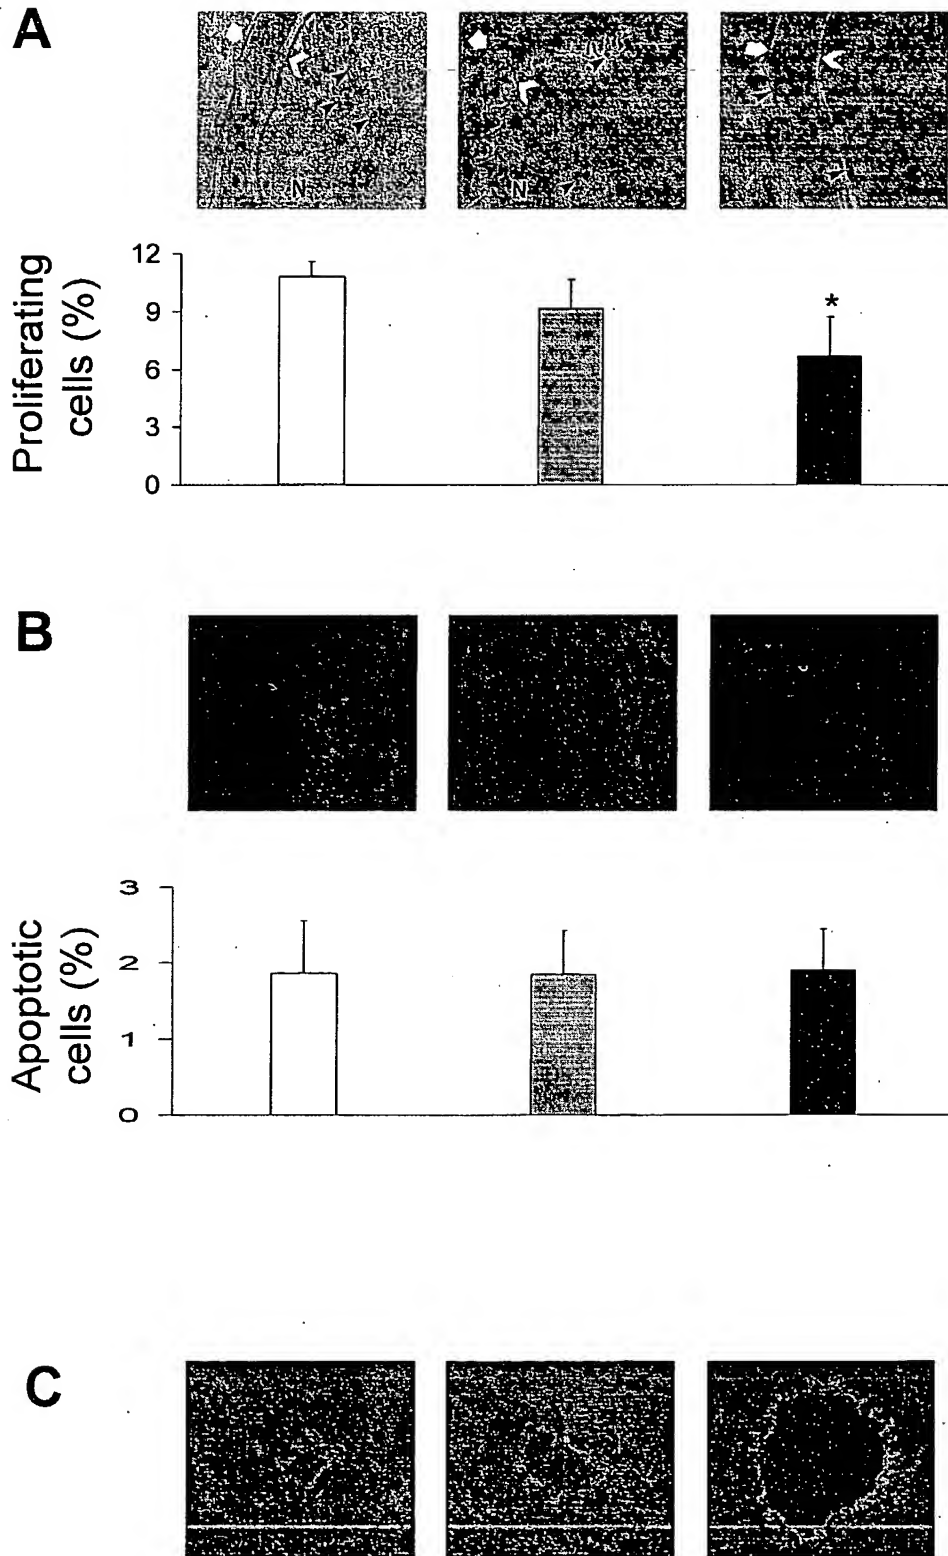 A
N
N
Proliferating
cells (%)
12
9
6
3
0
*
B
Apoptotic
cells (%)
3
2
1
0
C